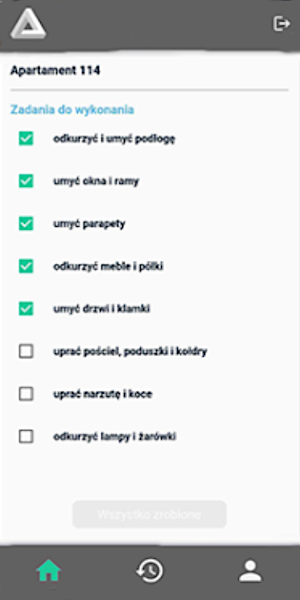 Apartament 114
Zadania do wykonania
odkurzyć i umyć podłogę
umyć okna i ramy
umyć parapety
odkurzyć meble i półki
umyć drzwi i klamki
uprać pościel, poduszki i kołdry
uprać narzutę i koce
odkurzyć lampy i żarówki
Wszystko zrobione